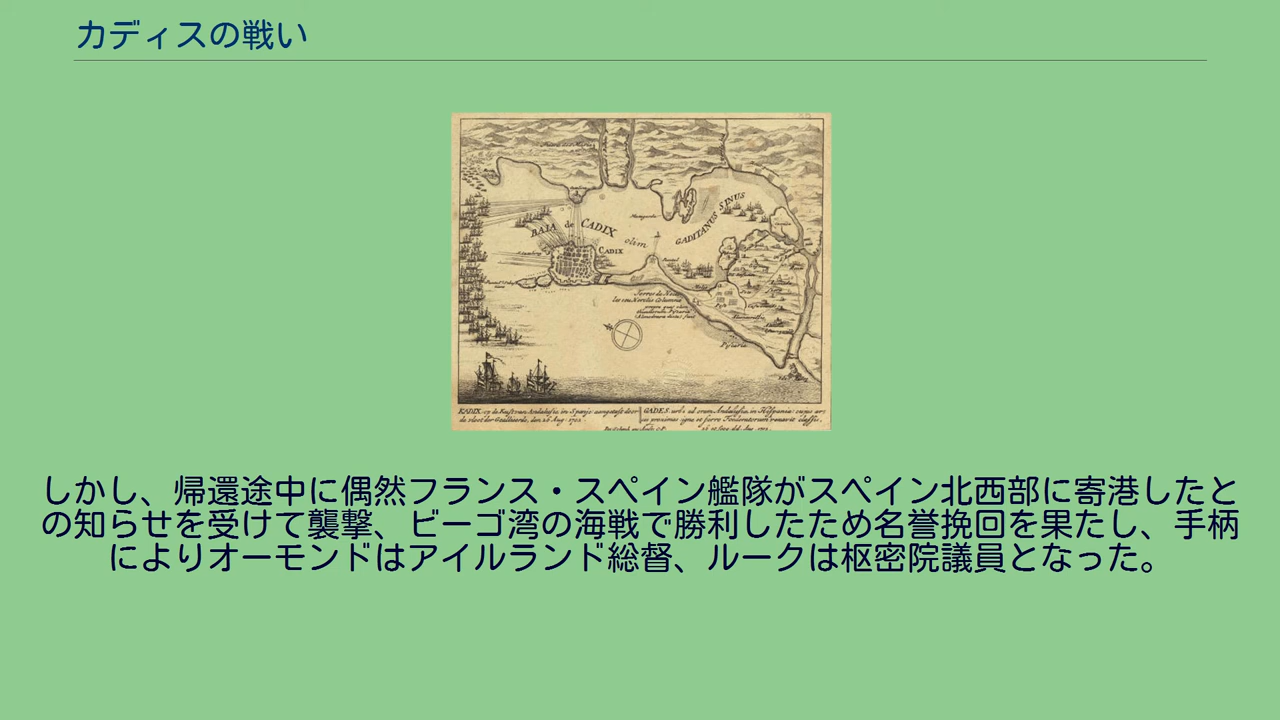 カディスの戦い
BAIA de CADIX
olim
GADITANUS SINUS
CADIX
しかし、帰還途中に偶然フランス・スペイン艦隊がスペイン北西部に寄港したと
の知らせを受けて襲撃、ビーゴ湾の海戦で勝利したため名誉挽回を果たし、手柄
によりオーモンドはアイルランド総督、ルークは枢密院議員となった。